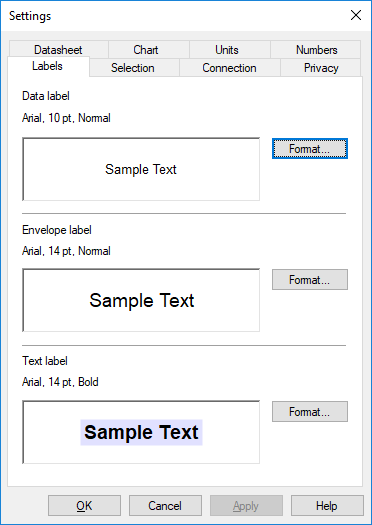 Settings
Datasheet Chart Units Numbers
Labels Selection Connection Privacy
Data label
Arial, 10 pt, Normal
Sample Text
Format...
Envelope label
Arial, 14 pt, Normal
Sample Text
Format...
Text label
Arial, 14 pt, Bold
Sample Text
Format...
OK Cancel Apply Help